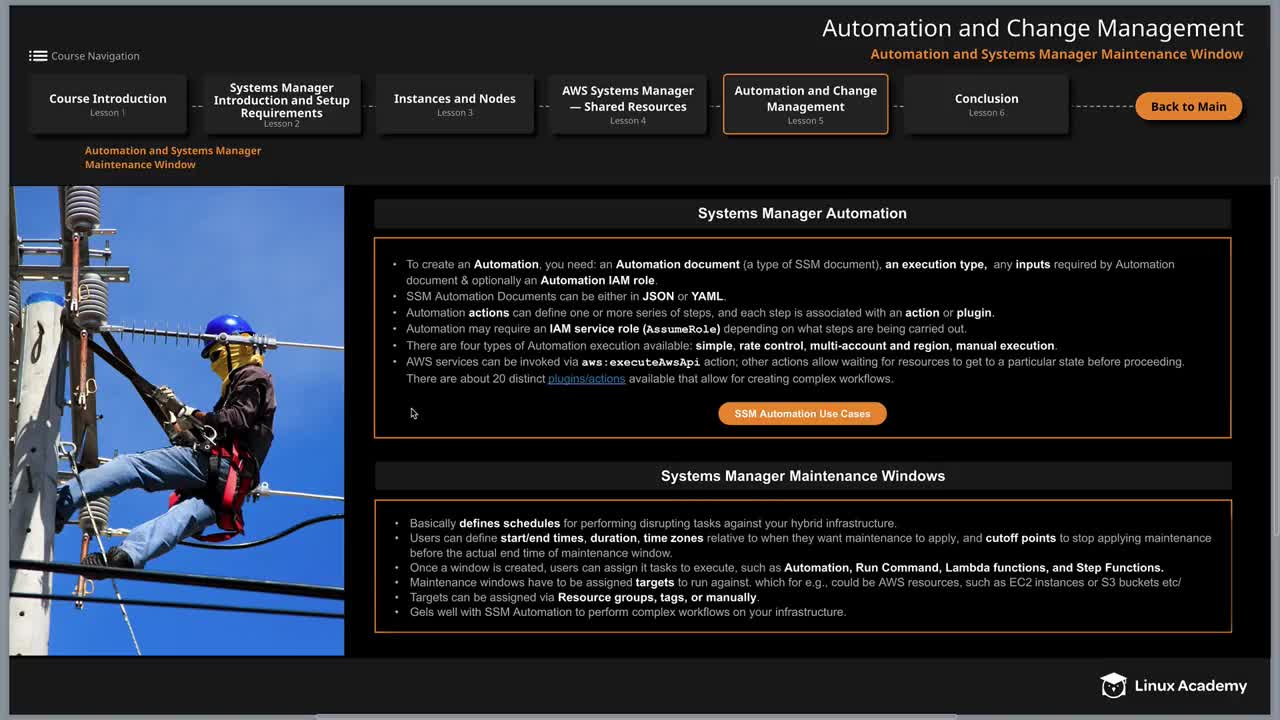 Automation and Change Management
Course Navigation
Automation and Systems Manager Maintenance Window
Course Introduction
Lesson 1
Systems Manager
Introduction and Setup
Requirements
Lesson 2
Instances and Nodes
Lesson 3
AWS Systems Manager
— Shared Resources
Lesson 4
Automation and Change
Management
Lesson 5
Conclusion
Lesson 6
Back to Main
Automation and Systems Manager
Maintenance Window
Systems Manager Automation
• To create an Automation, you need: an Automation document (a type of SSM document), an execution type, any inputs required by Automation
document & optionally an Automation IAM role.
• SSM Automation Documents can be either in JSON or YAML.
• Automation actions can define one or more series of steps, and each step is associated with an action or plugin.
• Automation may require an IAM service role (AssumeRole) depending on what steps are being carried out.
• There are four types of Automation execution available: simple, rate control, multi-account and region, manual execution.
• AWS services can be invoked via aws:executeAwsApi action; other actions allow waiting for resources to get to a particular state before proceeding.
There are about 20 distinct plugins/actions available that allow for creating complex workflows.
SSM Automation Use Cases
Systems Manager Maintenance Windows
• Basically defines schedules for performing disrupting tasks against your hybrid infrastructure.
• Users can define start/end times, duration, time zones relative to when they want maintenance to apply, and cutoff points to stop applying maintenance
before the actual end time of maintenance window.
• Once a window is created, users can assign it tasks to execute, such as Automation, Run Command, Lambda functions, and Step Functions.
• Maintenance windows have to be assigned targets to run against. which for e.g., could be AWS resources, such as EC2 instances or S3 buckets etc/
• Targets can be assigned via Resource groups, tags, or manually.
• Gels well with SSM Automation to perform complex workflows on your infrastructure.
Linux Academy